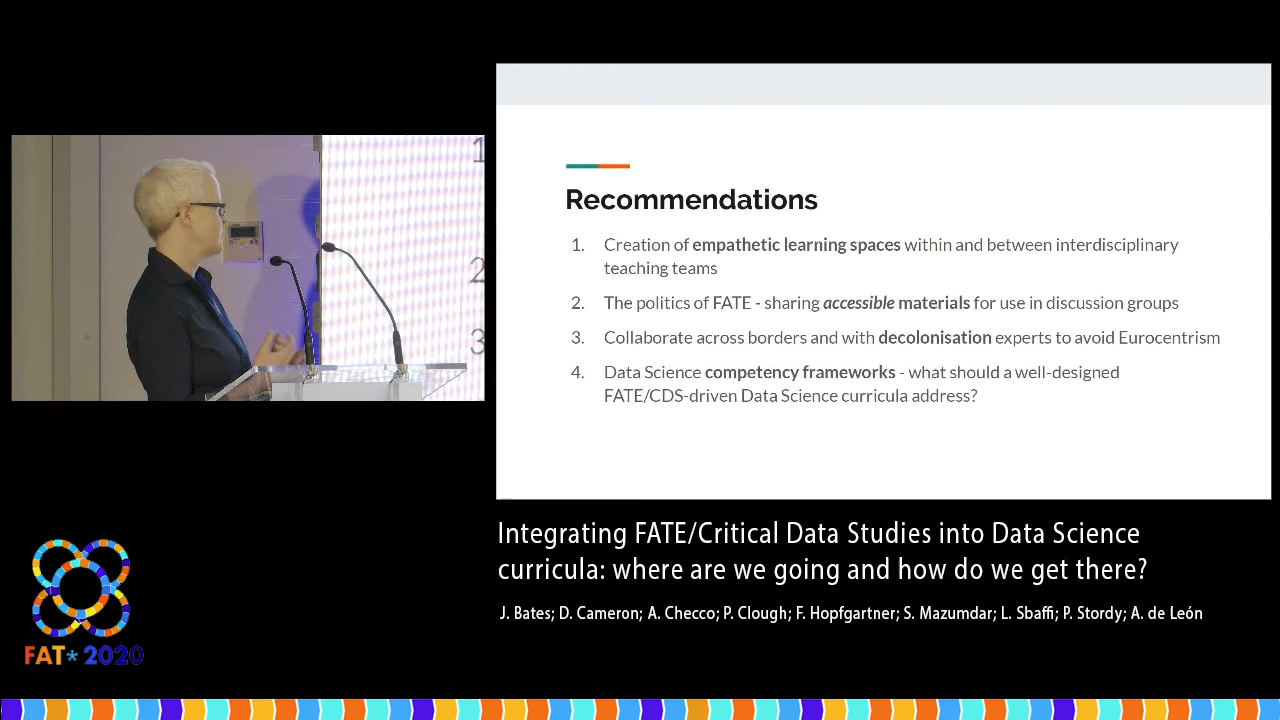 1
2
3
Recommendations
1. Creation of empathetic learning spaces within and between interdisciplinary
teaching teams
2. The politics of FATE - sharing accessible materials for use in discussion groups
3. Collaborate across borders and with decolonisation experts to avoid Eurocentrism
4. Data Science competency frameworks - what should a well-designed
FATE/CDS-driven Data Science curricula address?
Integrating FATE/Critical Data Studies into Data Science
curricula: where are we going and how do we get there?
J. Bates; D. Cameron; A. Checco; P. Clough; F. Hopfgartner; S. Mazumdar; L. Sbaffi; P. Stordy; A. de León
FAT* 2020